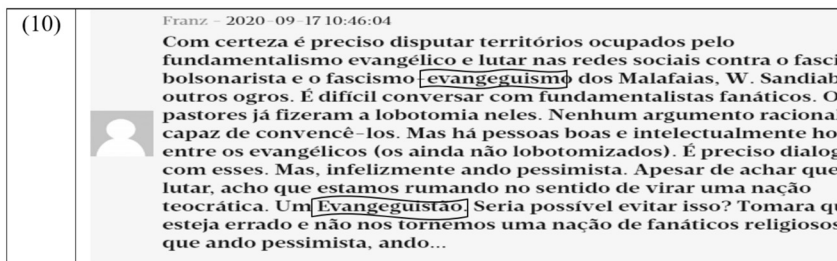 (10)
Franz - 2020-09-17 10:46:04
Com certeza é preciso disputar territórios ocupados pelo
fundamentalismo evangélico e lutar nas redes sociais contra o fasci
bolsonarista e o fascismo-evangeguismo dos Malafaias, W. Sandiab
outros ogros. É difícil conversar com fundamentalistas fanáticos. O
pastores já fizeram a lobotomia neles. Nenhum argumento racional
capaz de convencê-los. Mas há pessoas boas e intelectualmente ho
entre os evangélicos (os ainda não lobotomizados). É preciso dialog
com esses. Mas, infelizmente ando pessimista. Apesar de achar que
lutar, acho que estamos rumando no sentido de virar uma nação
teocrática. Um Evangeguistão. Seria possível evitar isso? Tomara qu
esteja errado e não nos tornemos uma nação de fanáticos religiosos
que ando pessimista, ando...